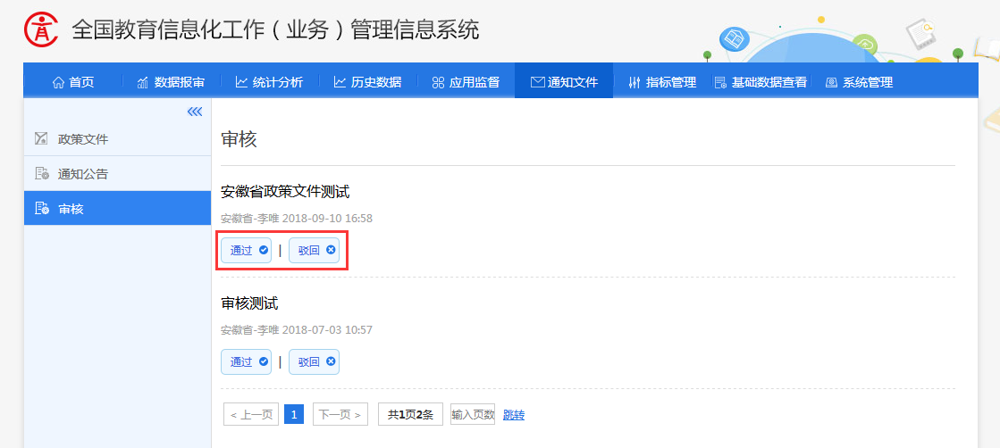 全国教育信息化工作（业务）管理信息系统
首页 数据报审 统计分析 历史数据 应用监督 通知文件 指标管理 基础数据查看 系统管理
政策文件
通知公告
审核
审核
安徽省政策文件测试
安徽省-李唯 2018-09-10 16:58
通过 | 驳回
审核测试
安徽省-李唯 2018-07-03 10:57
通过 | 驳回
< 上一页 1 下一页 > 共1页2条 输入页数 跳转